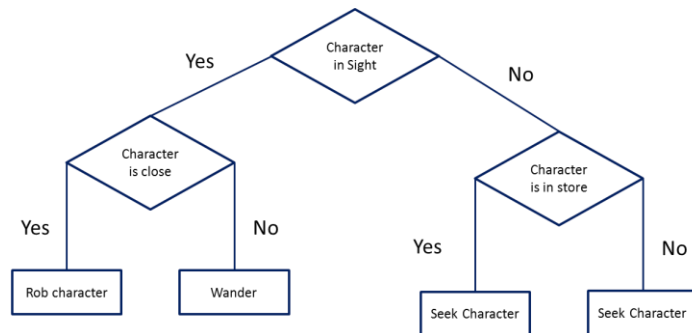 Character
in Sight
Yes
No
Character
is close
Character
is in store
Yes
No
Yes
No
Rob character
Wander
Seek Character
Seek Character